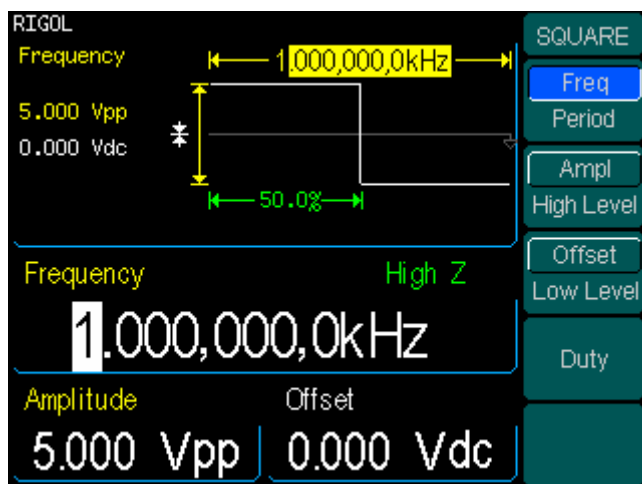 RIGOL
Frequency
1.000,000,0kHz
5.000 Vpp
0.000 Vdc
50.0%
Frequency
High Z
1.000,000,0kHz
Amplitude
Offset
5.000 Vpp
0.000 Vdc
SQUARE
Freq
Period
Ampl
High Level
Offset
Low Level
Duty